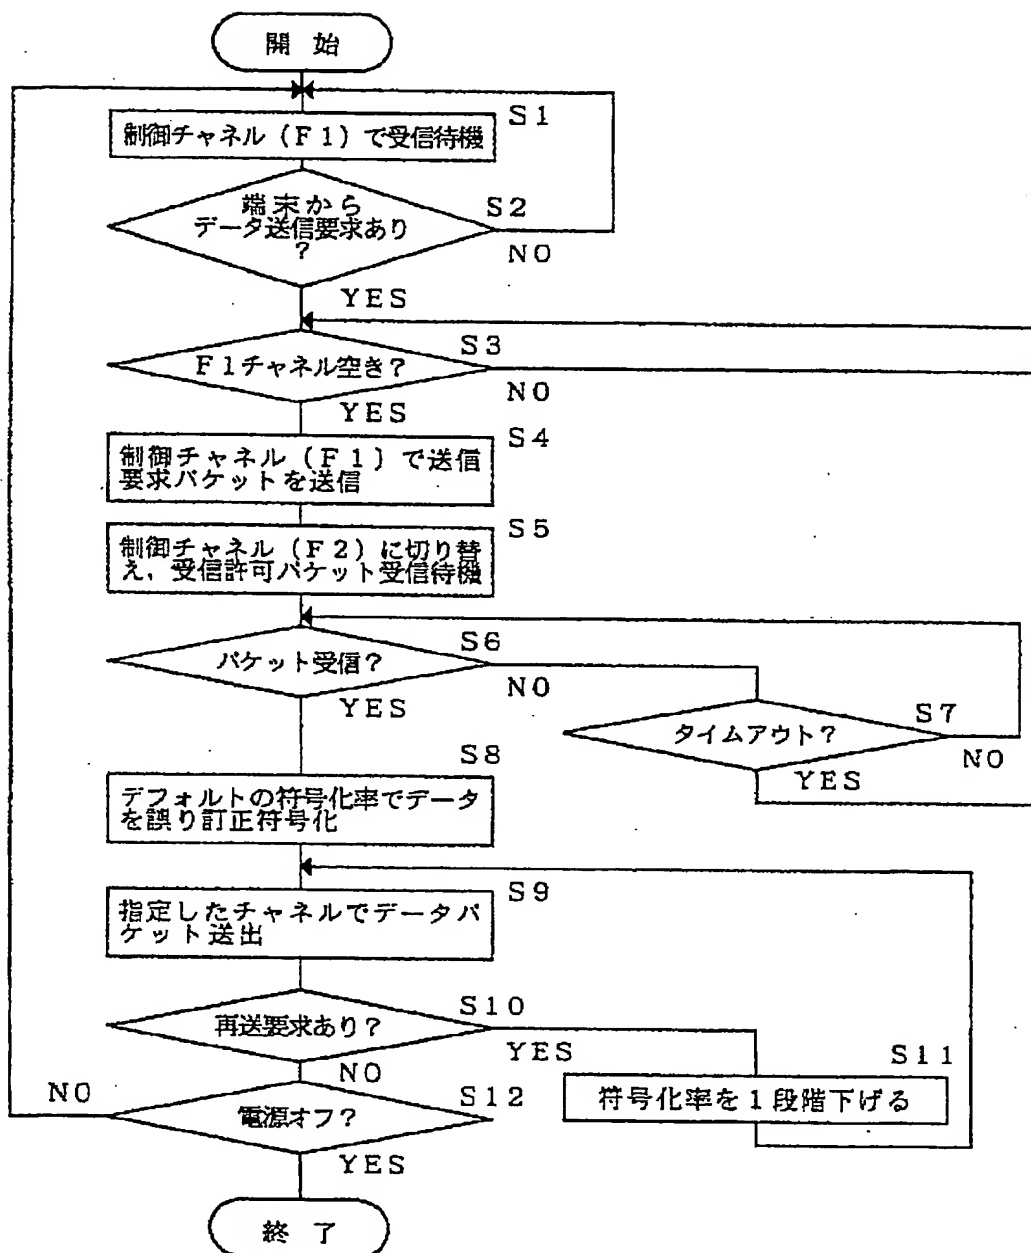 開 始
S1
制御チャネル(F1)で受信待機
端末から
データ送信要求あり
?
S2
NO
YES
S3
F1チャネル空き?
NO
YES
S4
制御チャネル(F1)で送信
要求パケットを送信
S5
制御チャネル(F2)に切り替
え,受信許可パケット受信待機
S6
パケット受信?
NO
YES
S7
タイムアウト?
NO
YES
S8
デフォルトの符号化率でデータ
を誤り訂正符号化
S9
指定したチャネルでデータパ
ケット送出
S10
再送要求あり?
YES
NO
S11
符号化率を1段階下げる
NO
S12
電源オフ?
YES
終 了